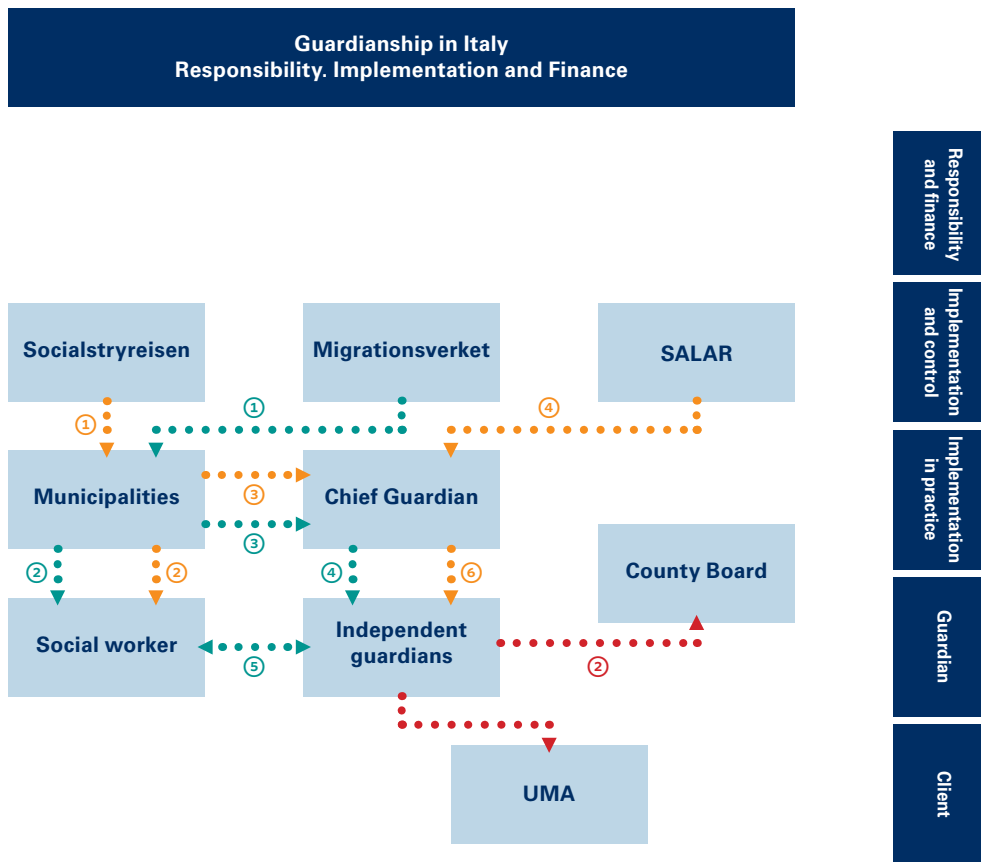 Guardianship in Italy
Responsibility. Implementation and Finance
Responsibility
and finance
Socialstryreisen
Migrationsverket
SALAR
Implementation
and control
1
1
4
Municipalities
3
Chief Guardian
3
Implementation
in practice
2
2
4
6
County Board
Social worker
5
Independent
guardians
2
Guardian
UMA
Client